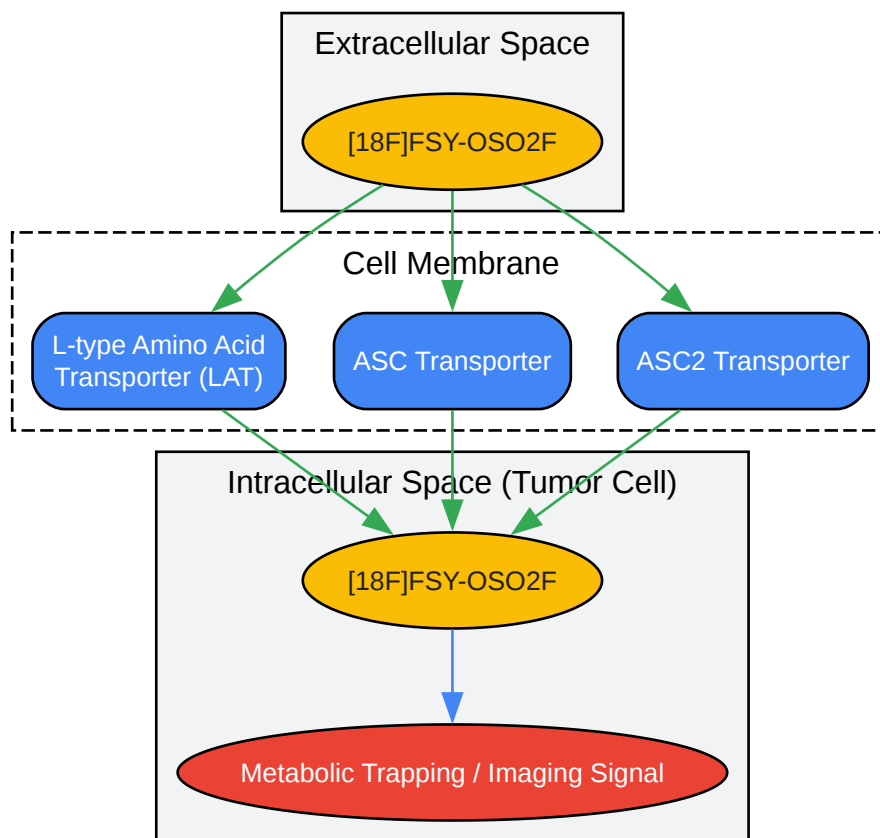 Extracellular Space
[18F]FSY-OSO2F
Cell Membrane
L-type Amino Acid
Transporter (LAT)
ASC Transporter
ASC2 Transporter
Intracellular Space (Tumor Cell)
[18F]FSY-OSO2F
Metabolic Trapping / Imaging Signal